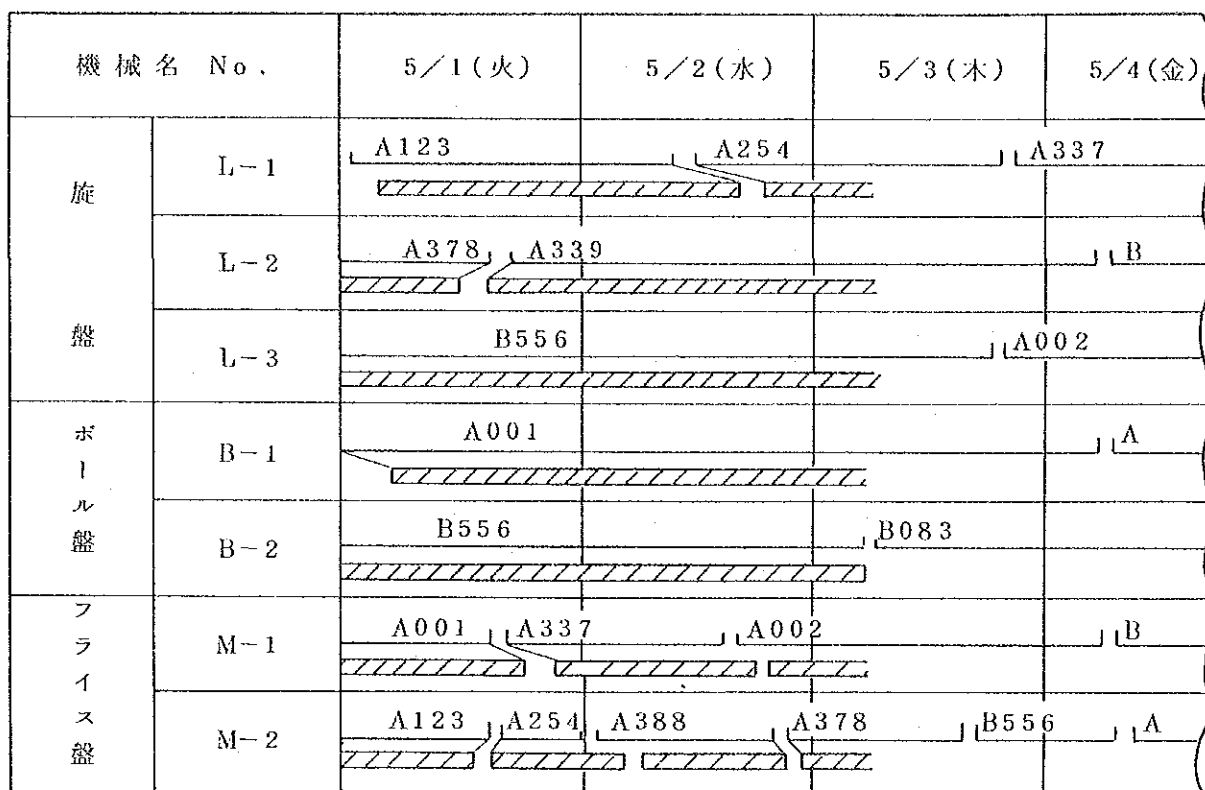 機械名 No. 5/1(火) 5/2(水) 5/3(木) 5/4(金)
旋盤
L-1 A123 A254 A337
L-2 A378 A339 B
L-3 B556 A002
ボール盤
B-1 A001 A
B-2 B556 B083
フライス盤
M-1 A001 A337 A002 B
M-2 A123 A254 A388 A378 B556 A